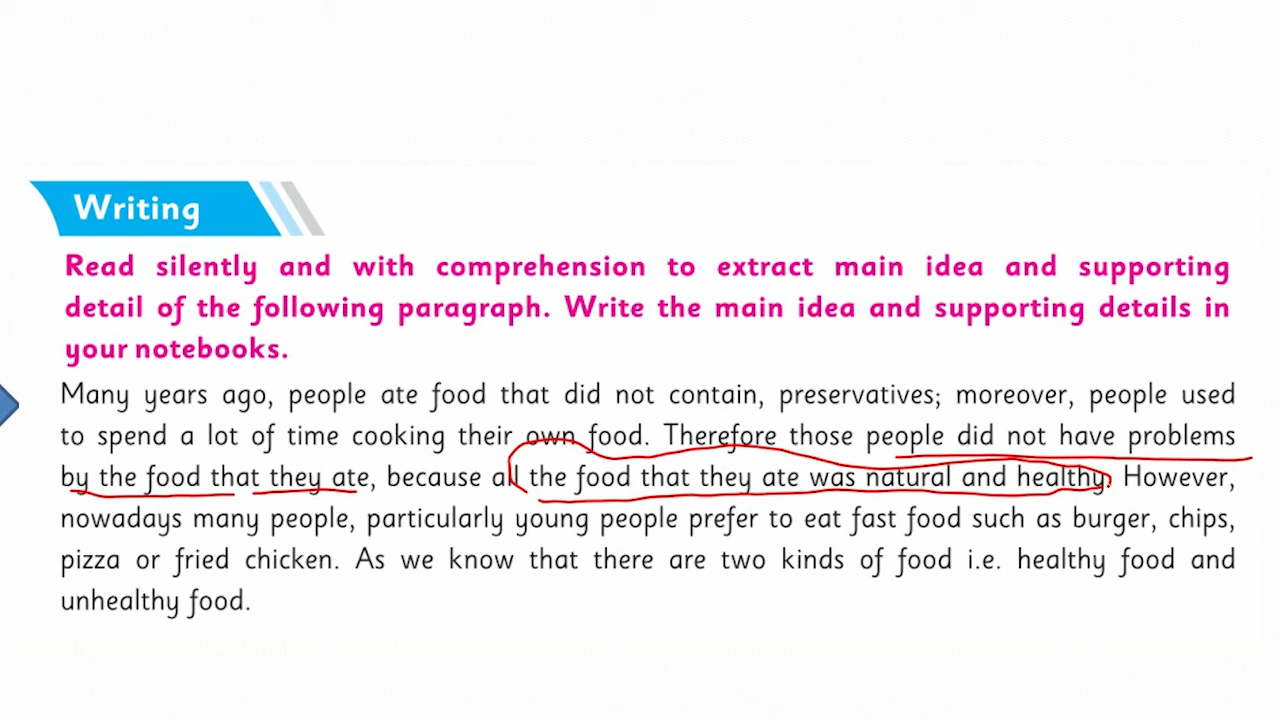 Writing
Read silently and with comprehension to extract main idea and supporting
detail of the following paragraph. Write the main idea and supporting details in
your notebooks.
Many years ago, people ate food that did not contain, preservatives; moreover, people used
to spend a lot of time cooking their own food. Therefore those people did not have problems
by the food that they ate, because all the food that they ate was natural and healthy. However,
nowadays many people, particularly young people prefer to eat fast food such as burger, chips,
pizza or fried chicken. As we know that there are two kinds of food i.e. healthy food and
unhealthy food.